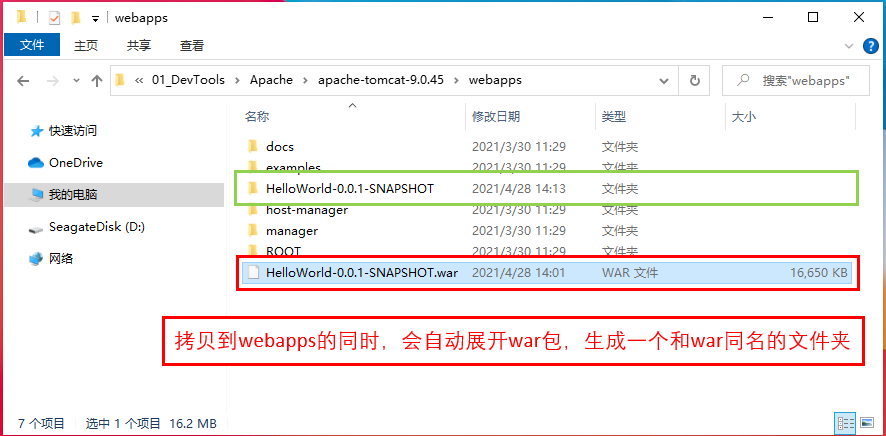 webapps
文件 主页 共享 查看
« 01_DevTools › Apache › apache-tomcat-9.0.45 › webapps 搜索"webapps"
名称 修改日期 类型 大小
快速访问
OneDrive
我的电脑
SeagateDisk (D:)
网络
docs 2021/3/30 11:29 文件夹
examples 2021/3/30 11:29 文件夹
HelloWorld-0.0.1-SNAPSHOT 2021/4/28 14:13 文件夹
host-manager 2021/3/30 11:29 文件夹
manager 2021/3/30 11:29 文件夹
ROOT 2021/3/30 11:29 文件夹
HelloWorld-0.0.1-SNAPSHOT.war 2021/4/28 14:01 WAR 文件 16,650 KB
拷贝到webapps的同时，会自动展开war包，生成一个和war同名的文件夹
7 个项目 选中 1 个项目 16.2 MB